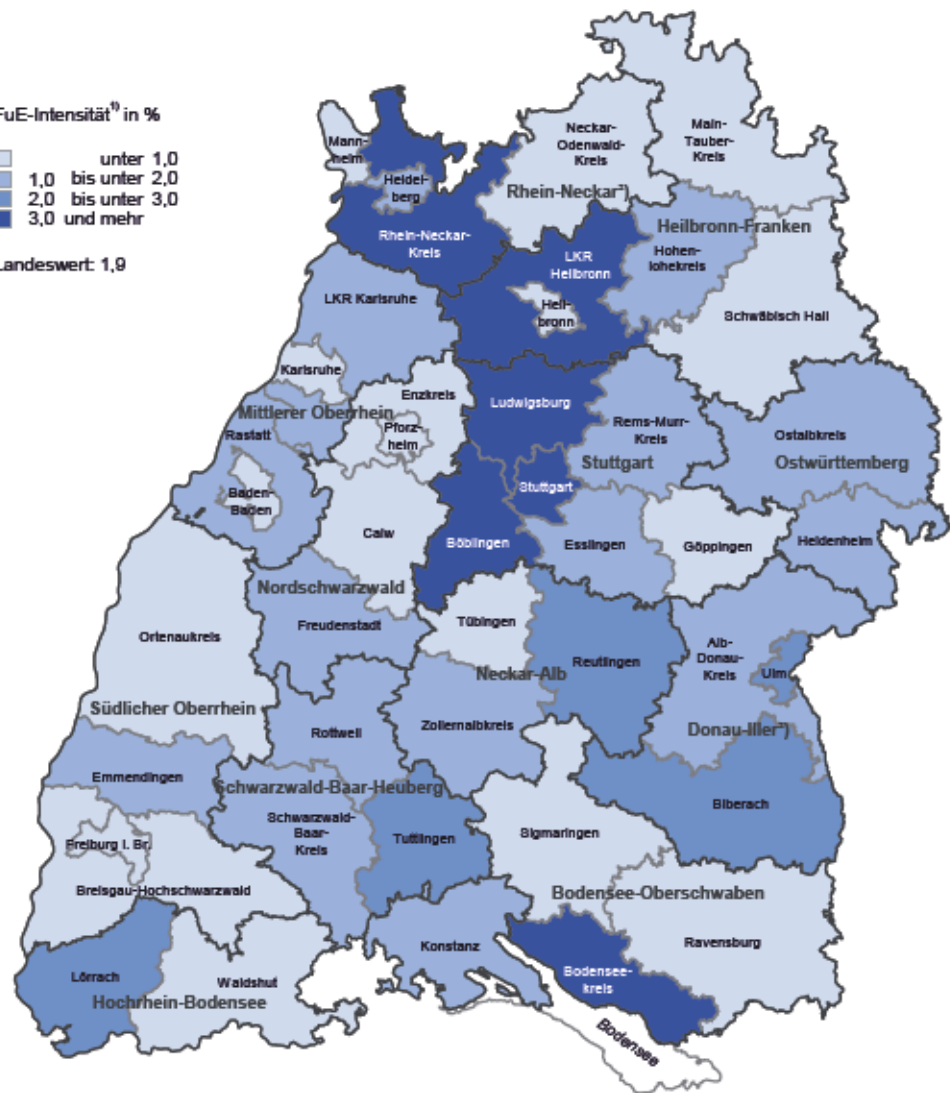 FuE-Intensität¹⁾ in %
unter 1,0
1,0 bis unter 2,0
2,0 bis unter 3,0
3,0 und mehr
Landeswert: 1,9
Mann-
heim
Heidel-
berg
Rhein-Neckar-
Kreis
Neckar-
Odenwald-
Kreis
Rhein-Neckar²⁾
Main-
Tauber-
Kreis
Heilbronn-Franken
LKR
Heilbronn
Heil-
bronn
Hohen-
lohekreis
Schwäbisch Hall
LKR Karlsruhe
Karlsruhe
Mittlerer Oberrhein
Rastatt
Baden-
Baden
Enzkreis
Pforz-
heim
Calw
Nordschwarzwald
Freudenstadt
Ludwigsburg
Rems-Murr-
Kreis
Stuttgart
Stuttgart
Böblingen
Esslingen
Göppingen
Ostalbkreis
Ostwürttemberg
Heidenheim
Ortenaukreis
Südlicher Oberrhein
Emmendingen
Freiburg i. Br.
Breisgau-Hochschwarzwald
Tübingen
Neckar-Alb
Reutlingen
Zollernalbkreis
Alb-
Donau-
Kreis
Ulm
Donau-Iller²⁾
Biberach
Rottweil
Schwarzwald-Baar-Heuberg
Schwarzwald-
Baar-
Kreis
Tuttlingen
Sigmaringen
Bodensee-Oberschwaben
Ravensburg
Bodensee-
kreis
Lörrach
Waldshut
Hochrhein-Bodensee
Konstanz
Bodensee